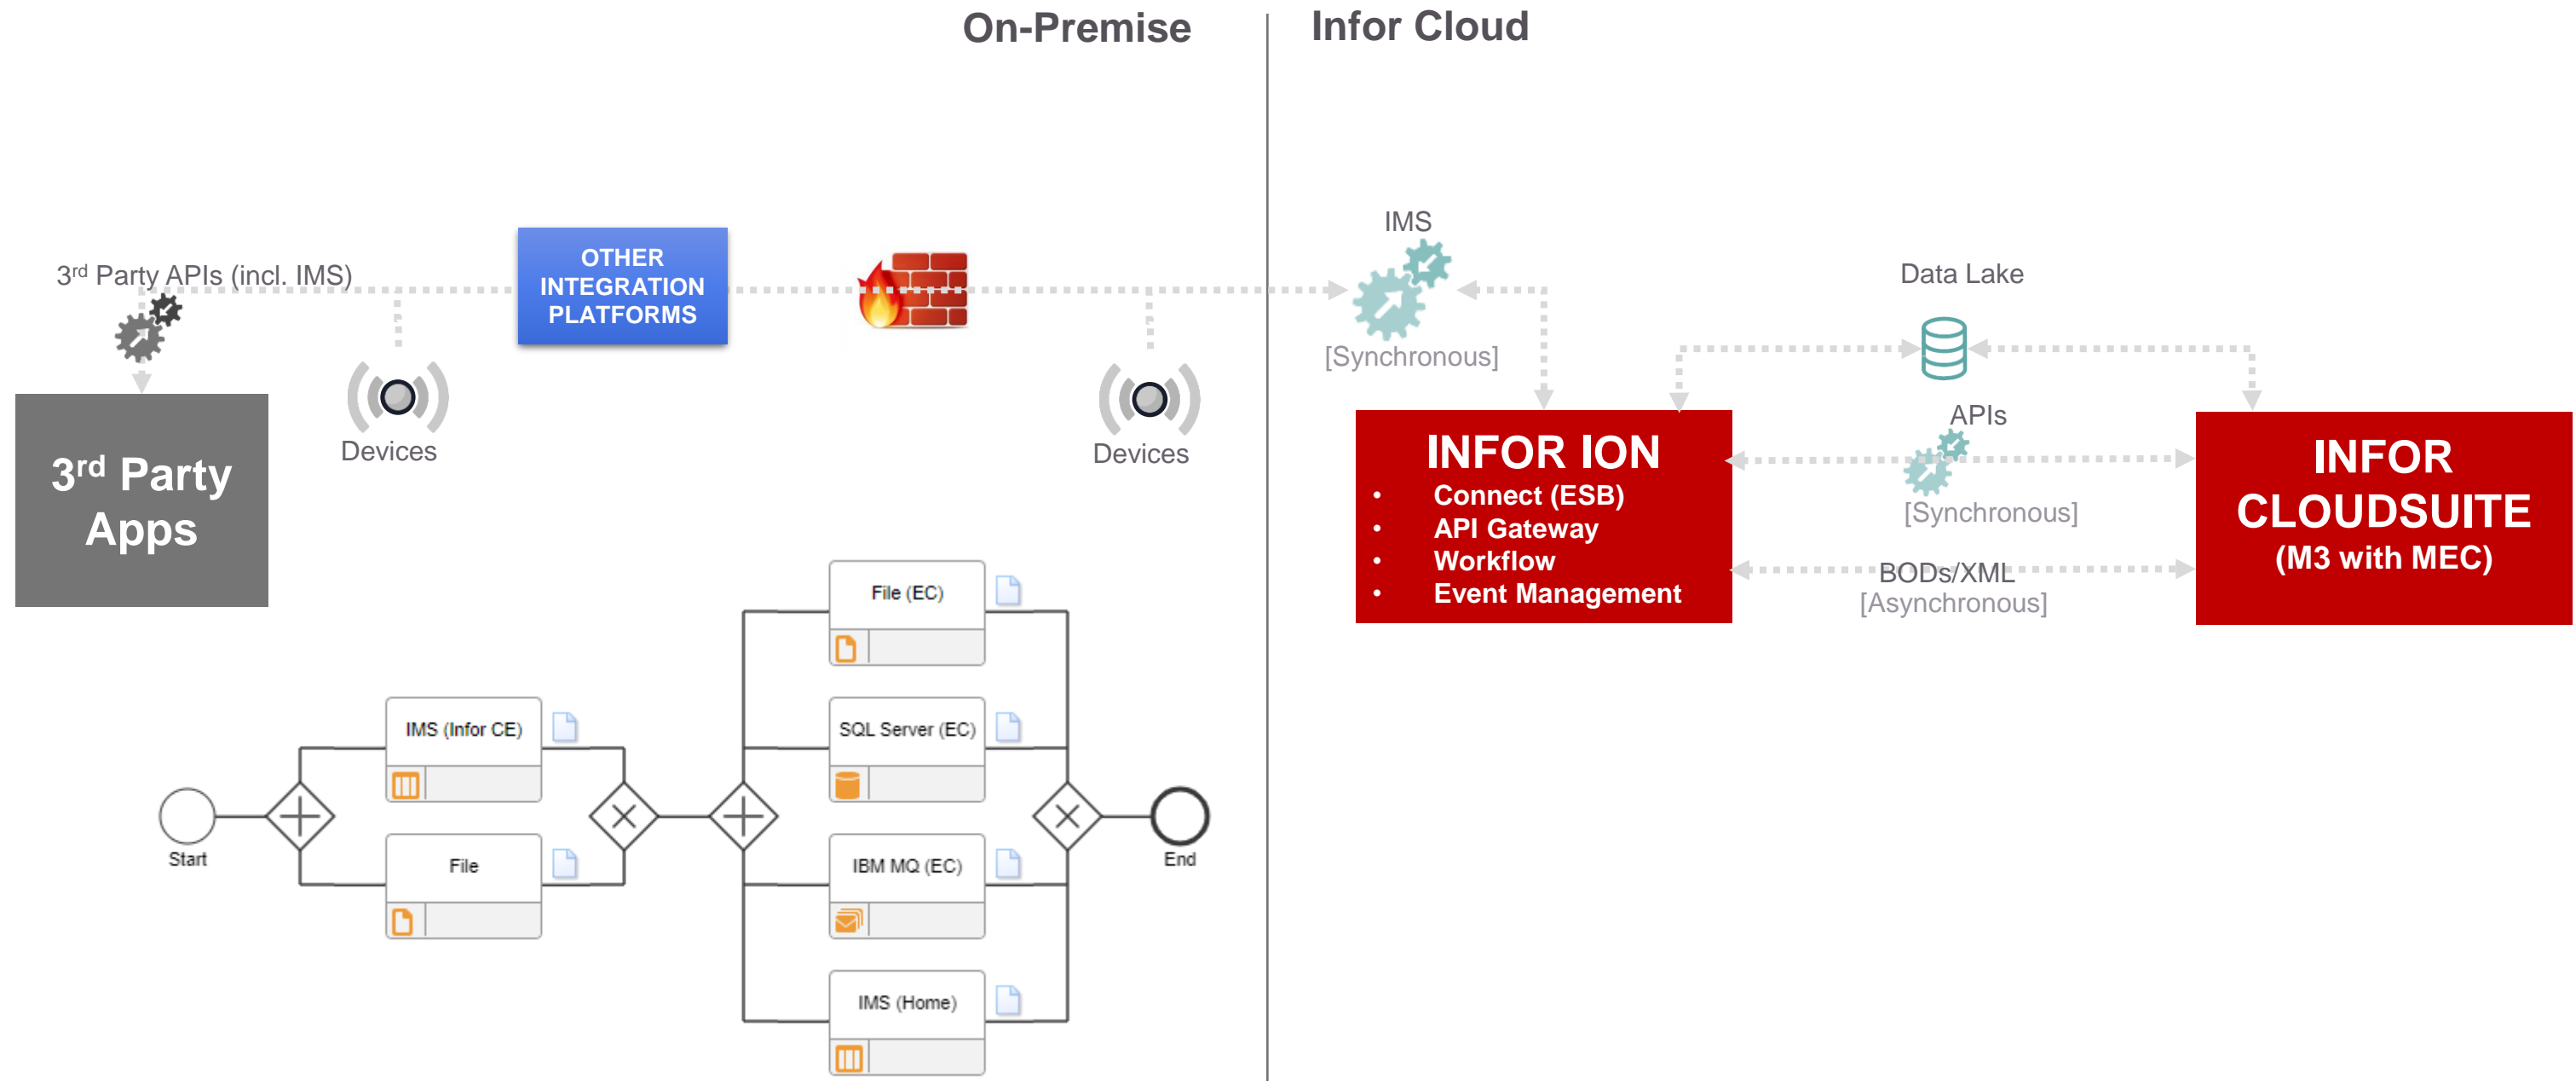 On-Premise
Infor Cloud
IMS
3rd Party APIs (incl. IMS)
OTHER
INTEGRATION
PLATFORMS
Data Lake
[Synchronous]
Devices
Devices
3rd Party
Apps
INFOR ION
• Connect (ESB)
• API Gateway
• Workflow
• Event Management
APIs
[Synchronous]
BODs/XML
[Asynchronous]
INFOR
CLOUDSUITE
(M3 with MEC)
Start
IMS (Infor CE)
File
File (EC)
SQL Server (EC)
IBM MQ (EC)
IMS (Home)
End